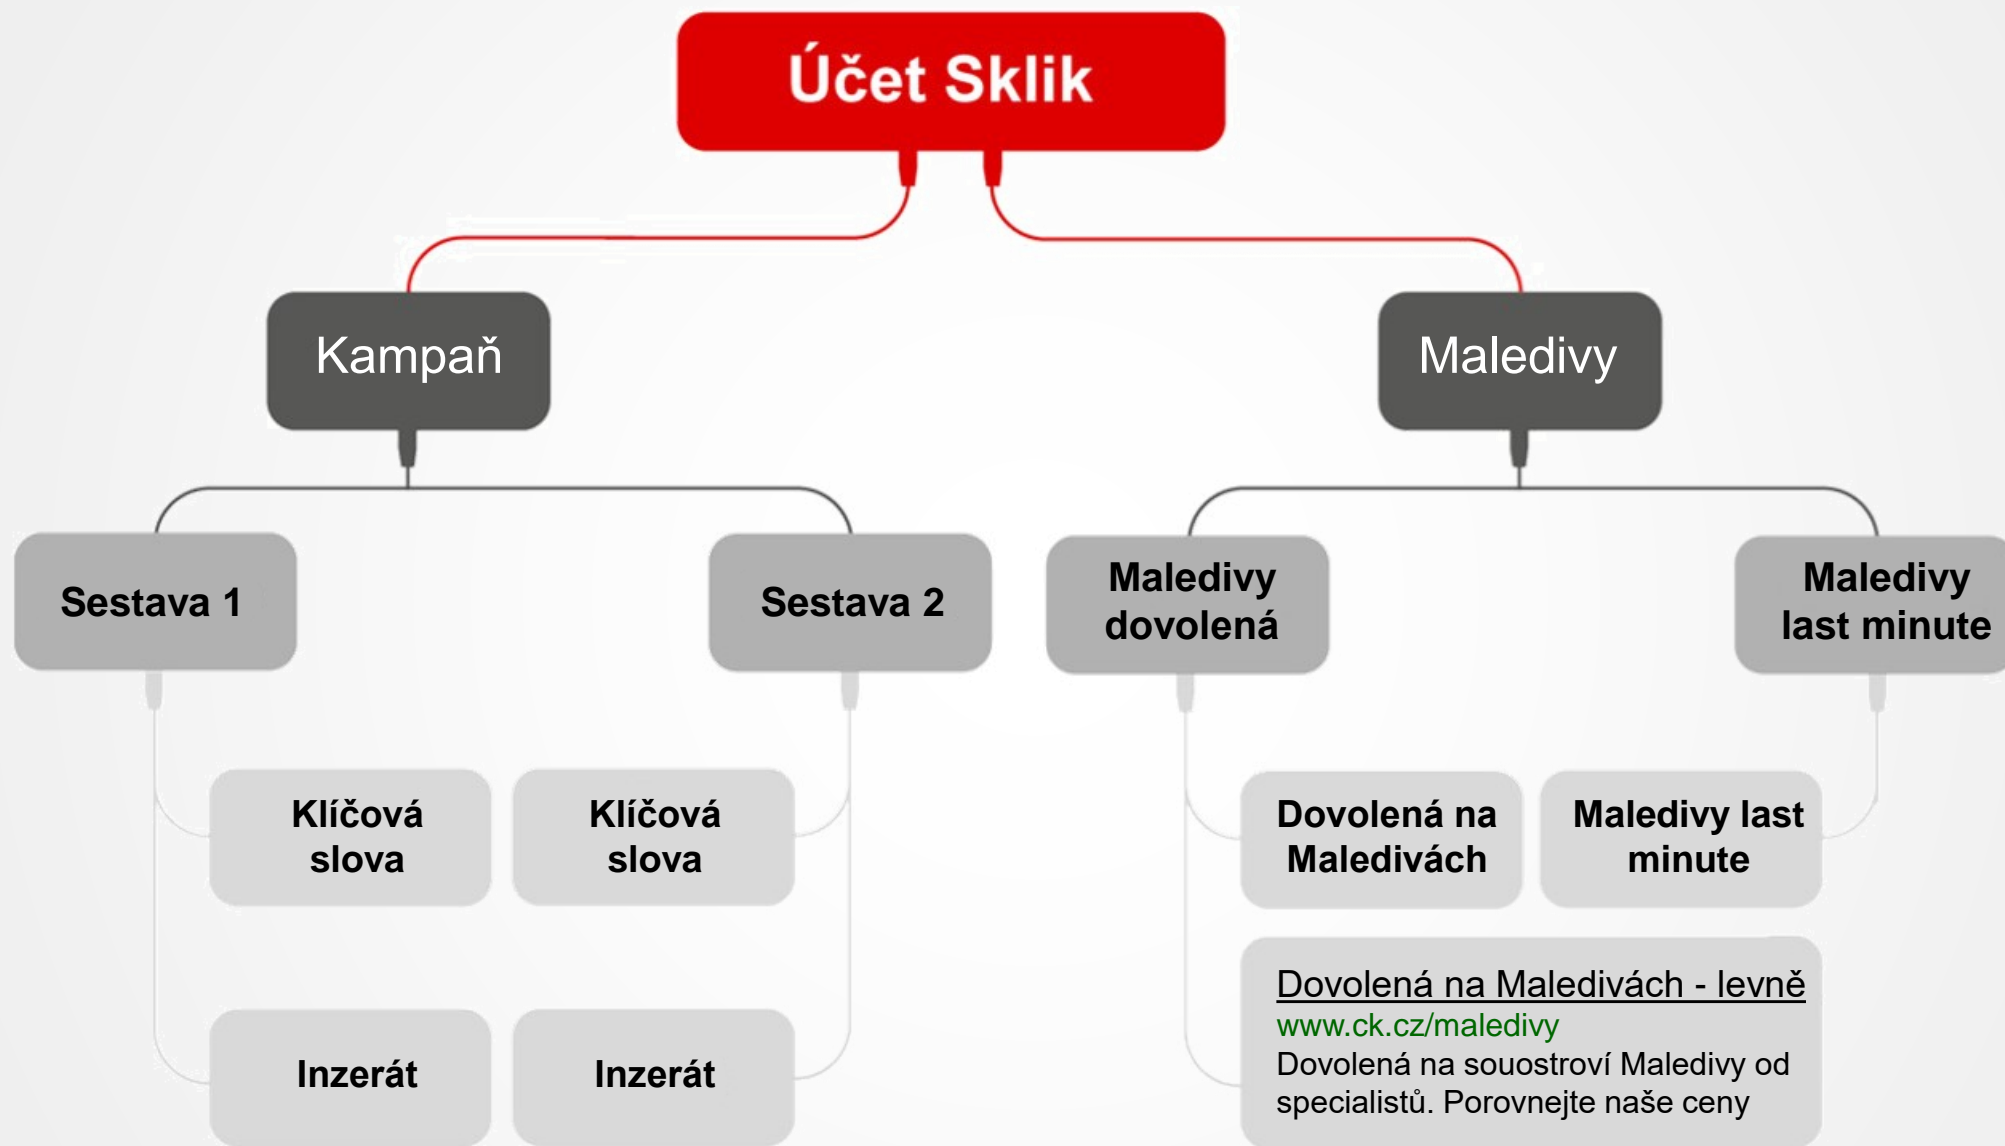 Účet Sklik
Kampaň
Maledivy
Sestava 1
Sestava 2
Maledivy
dovolená
Maledivy
last minute
Klíčová
slova
Klíčová
slova
Dovolená na
Maledivách
Maledivy last
minute
Inzerát
Inzerát
Dovolená na Maledivách - levně
www.ck.cz/maledivy
Dovolená na souostroví Maledivy od
specialistů. Porovnejte naše ceny